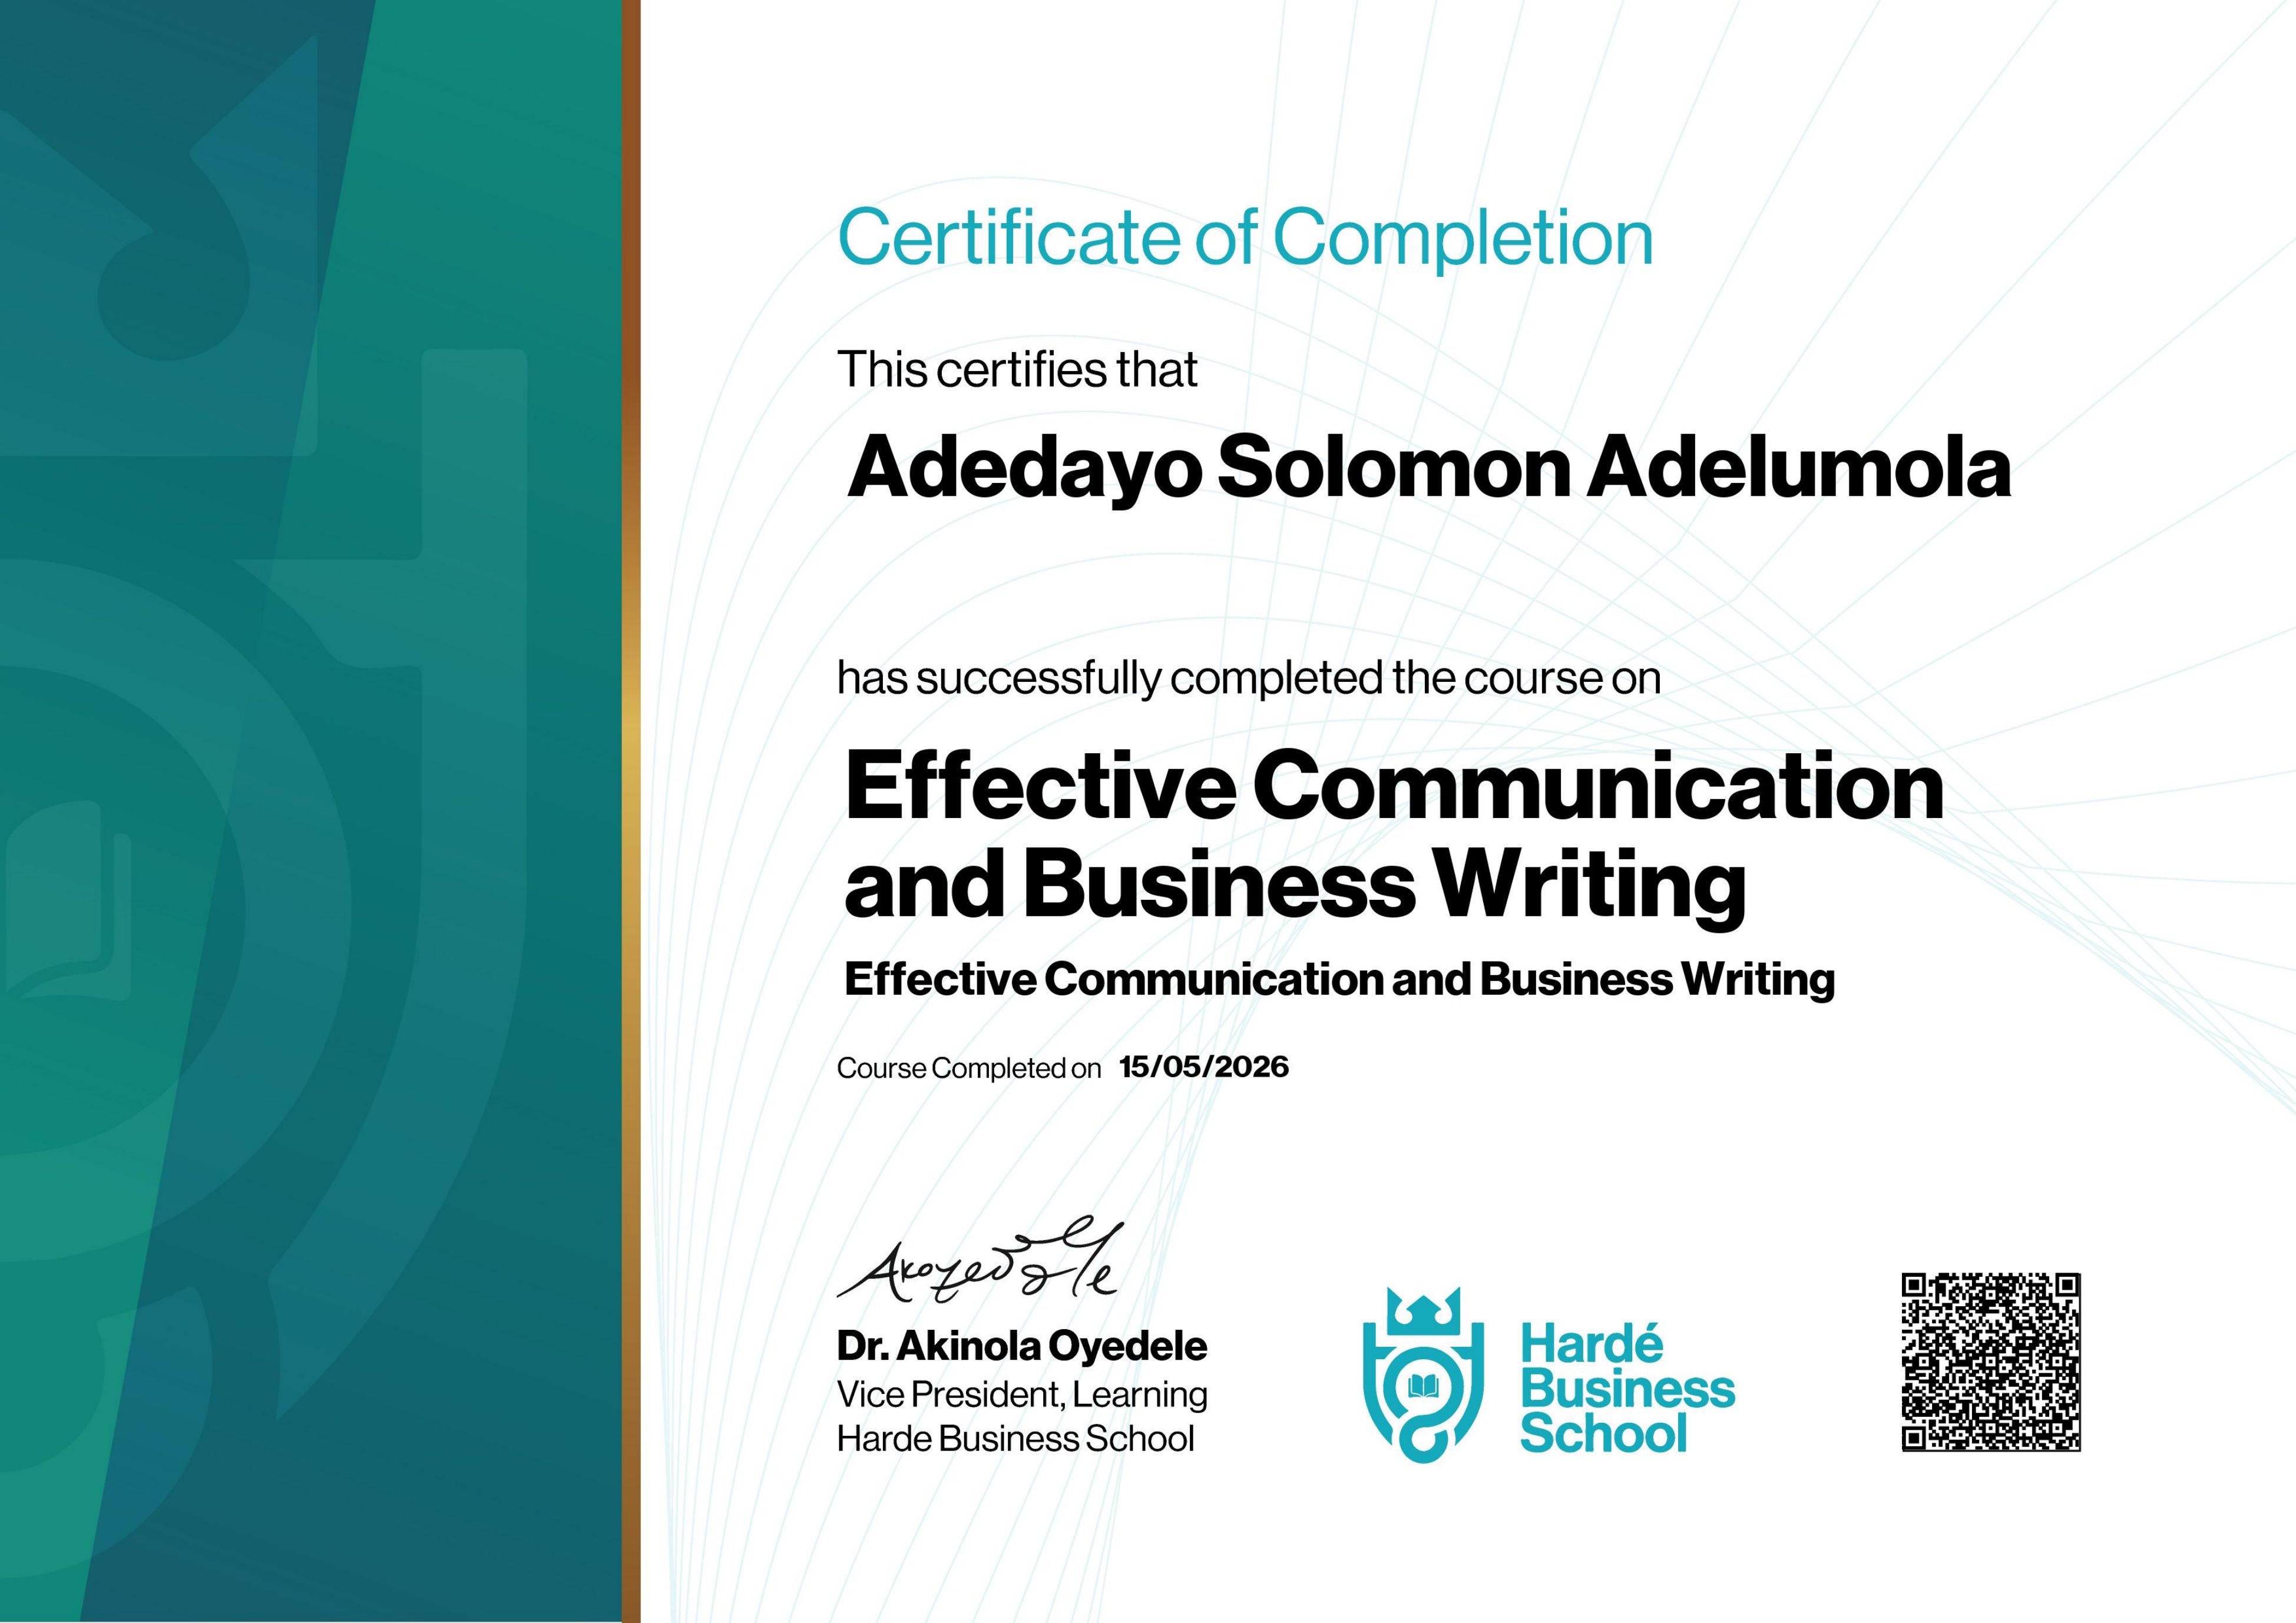 Certificate of Completion
This certifies that
Adedayo Solomon Adelumola
has successfully completed the course on
Effective Communication
and Business Writing
Effective Communication and Business Writing
Course Completed on 15/05/2026
Dr. Akinola Oyedele
Vice President, Learning
Harde Business School
Hardé
Business
School